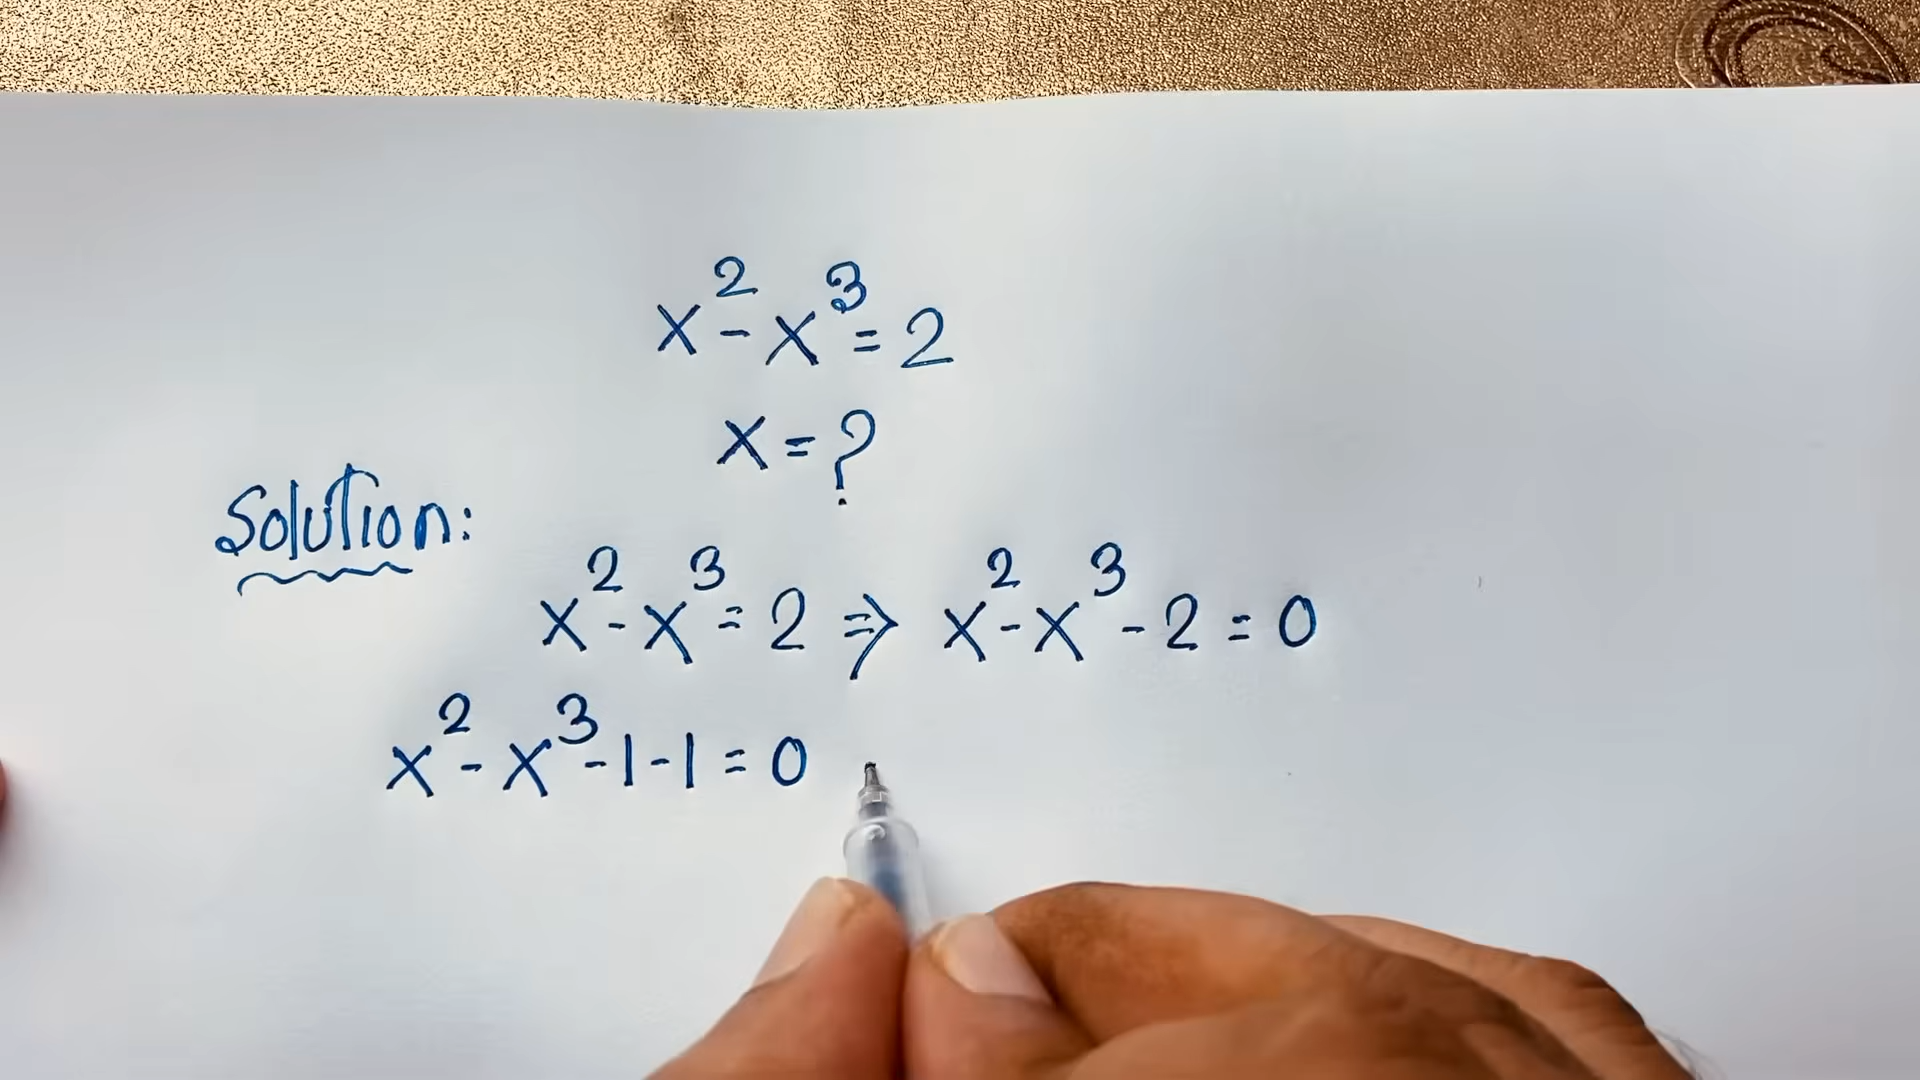 x² - x³ = 2
x = ?
Solution:
x² - x³ = 2 ⇒ x² - x³ - 2 = 0
x² - x³ - 1 - 1 = 0